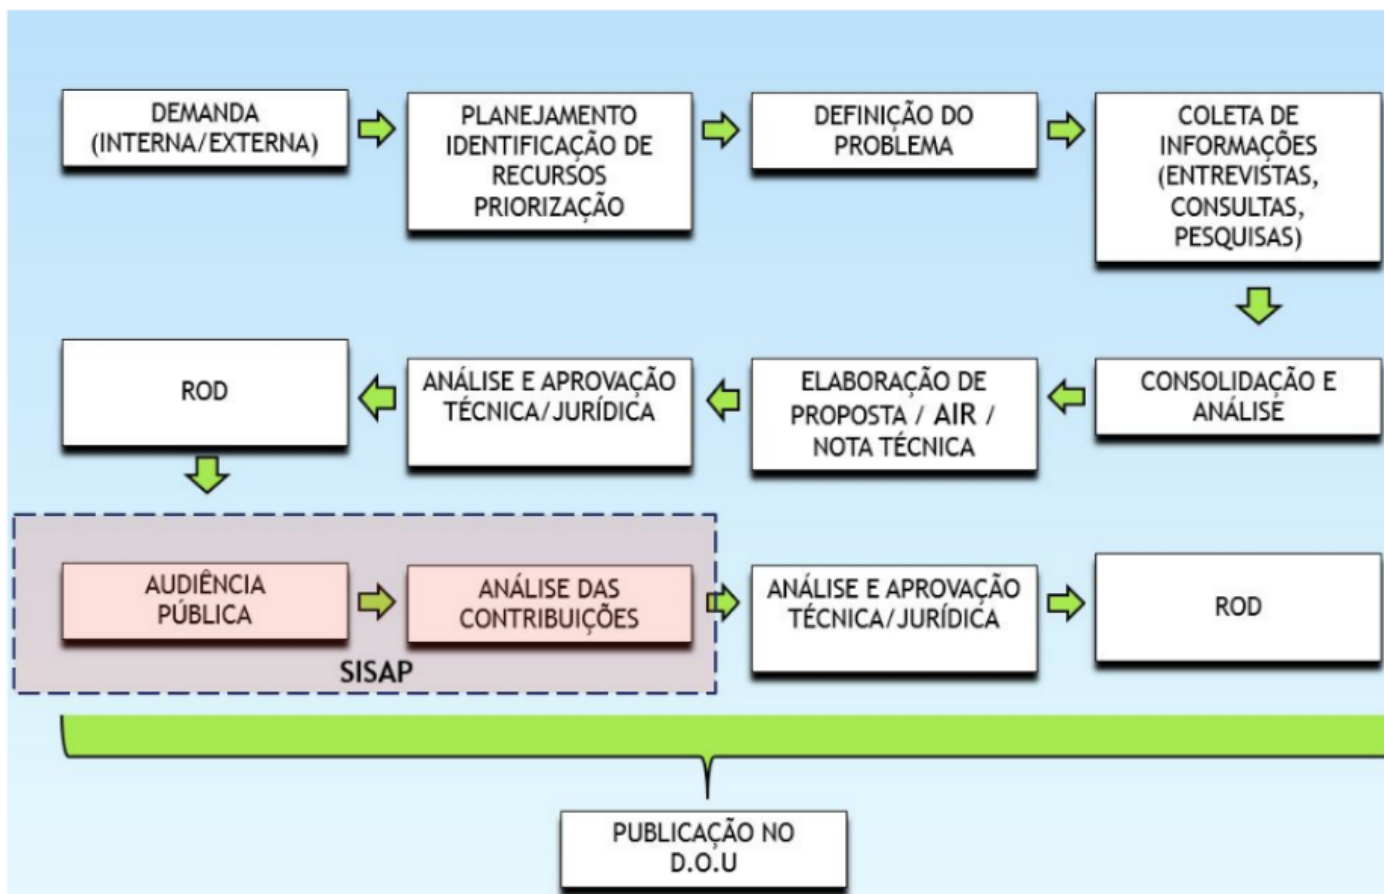 DEMANDA
(INTERNA/EXTERNA)
PLANEJAMENTO
IDENTIFICAÇÃO DE
RECURSOS
PRIORIZAÇÃO
DEFINIÇÃO DO
PROBLEMA
COLETA DE
INFORMAÇÕES
(ENTREVISTAS,
CONSULTAS,
PESQUISAS)
CONSOLIDAÇÃO E
ANÁLISE
ELABORAÇÃO DE
PROPOSTA / AIR /
NOTA TÉCNICA
ANÁLISE E APROVAÇÃO
TÉCNICA/JURÍDICA
ROD
AUDIÊNCIA
PÚBLICA
ANÁLISE DAS
CONTRIBUIÇÕES
SISAP
ANÁLISE E APROVAÇÃO
TÉCNICA/JURÍDICA
ROD
PUBLICAÇÃO NO
D.O.U